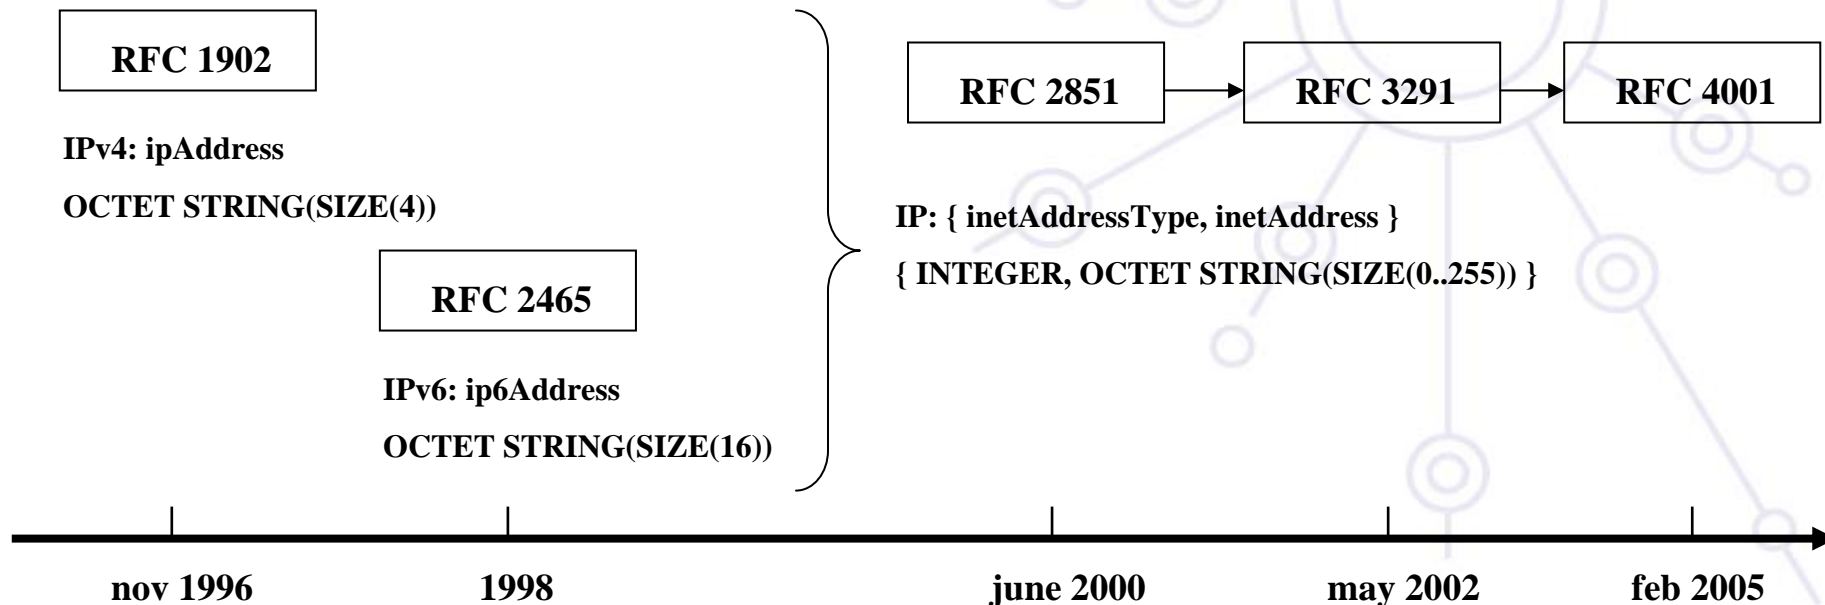 RFC 1902
IPv4: ipAddress
OCTET STRING(SIZE(4))
RFC 2465
IPv6: ip6Address
OCTET STRING(SIZE(16))
RFC 2851
RFC 3291
RFC 4001
IP: { inetAddressType, inetAddress }
{ INTEGER, OCTET STRING(SIZE(0..255)) }
nov 1996
1998
june 2000
may 2002
feb 2005